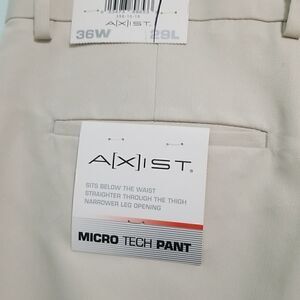 36W
A[X]IST
29L
A[X]IST®
SITS BELOW THE WAIST
STRAIGHTER THROUGH THE THIGH
NARROWER LEG OPENING
MICRO TECH PANT